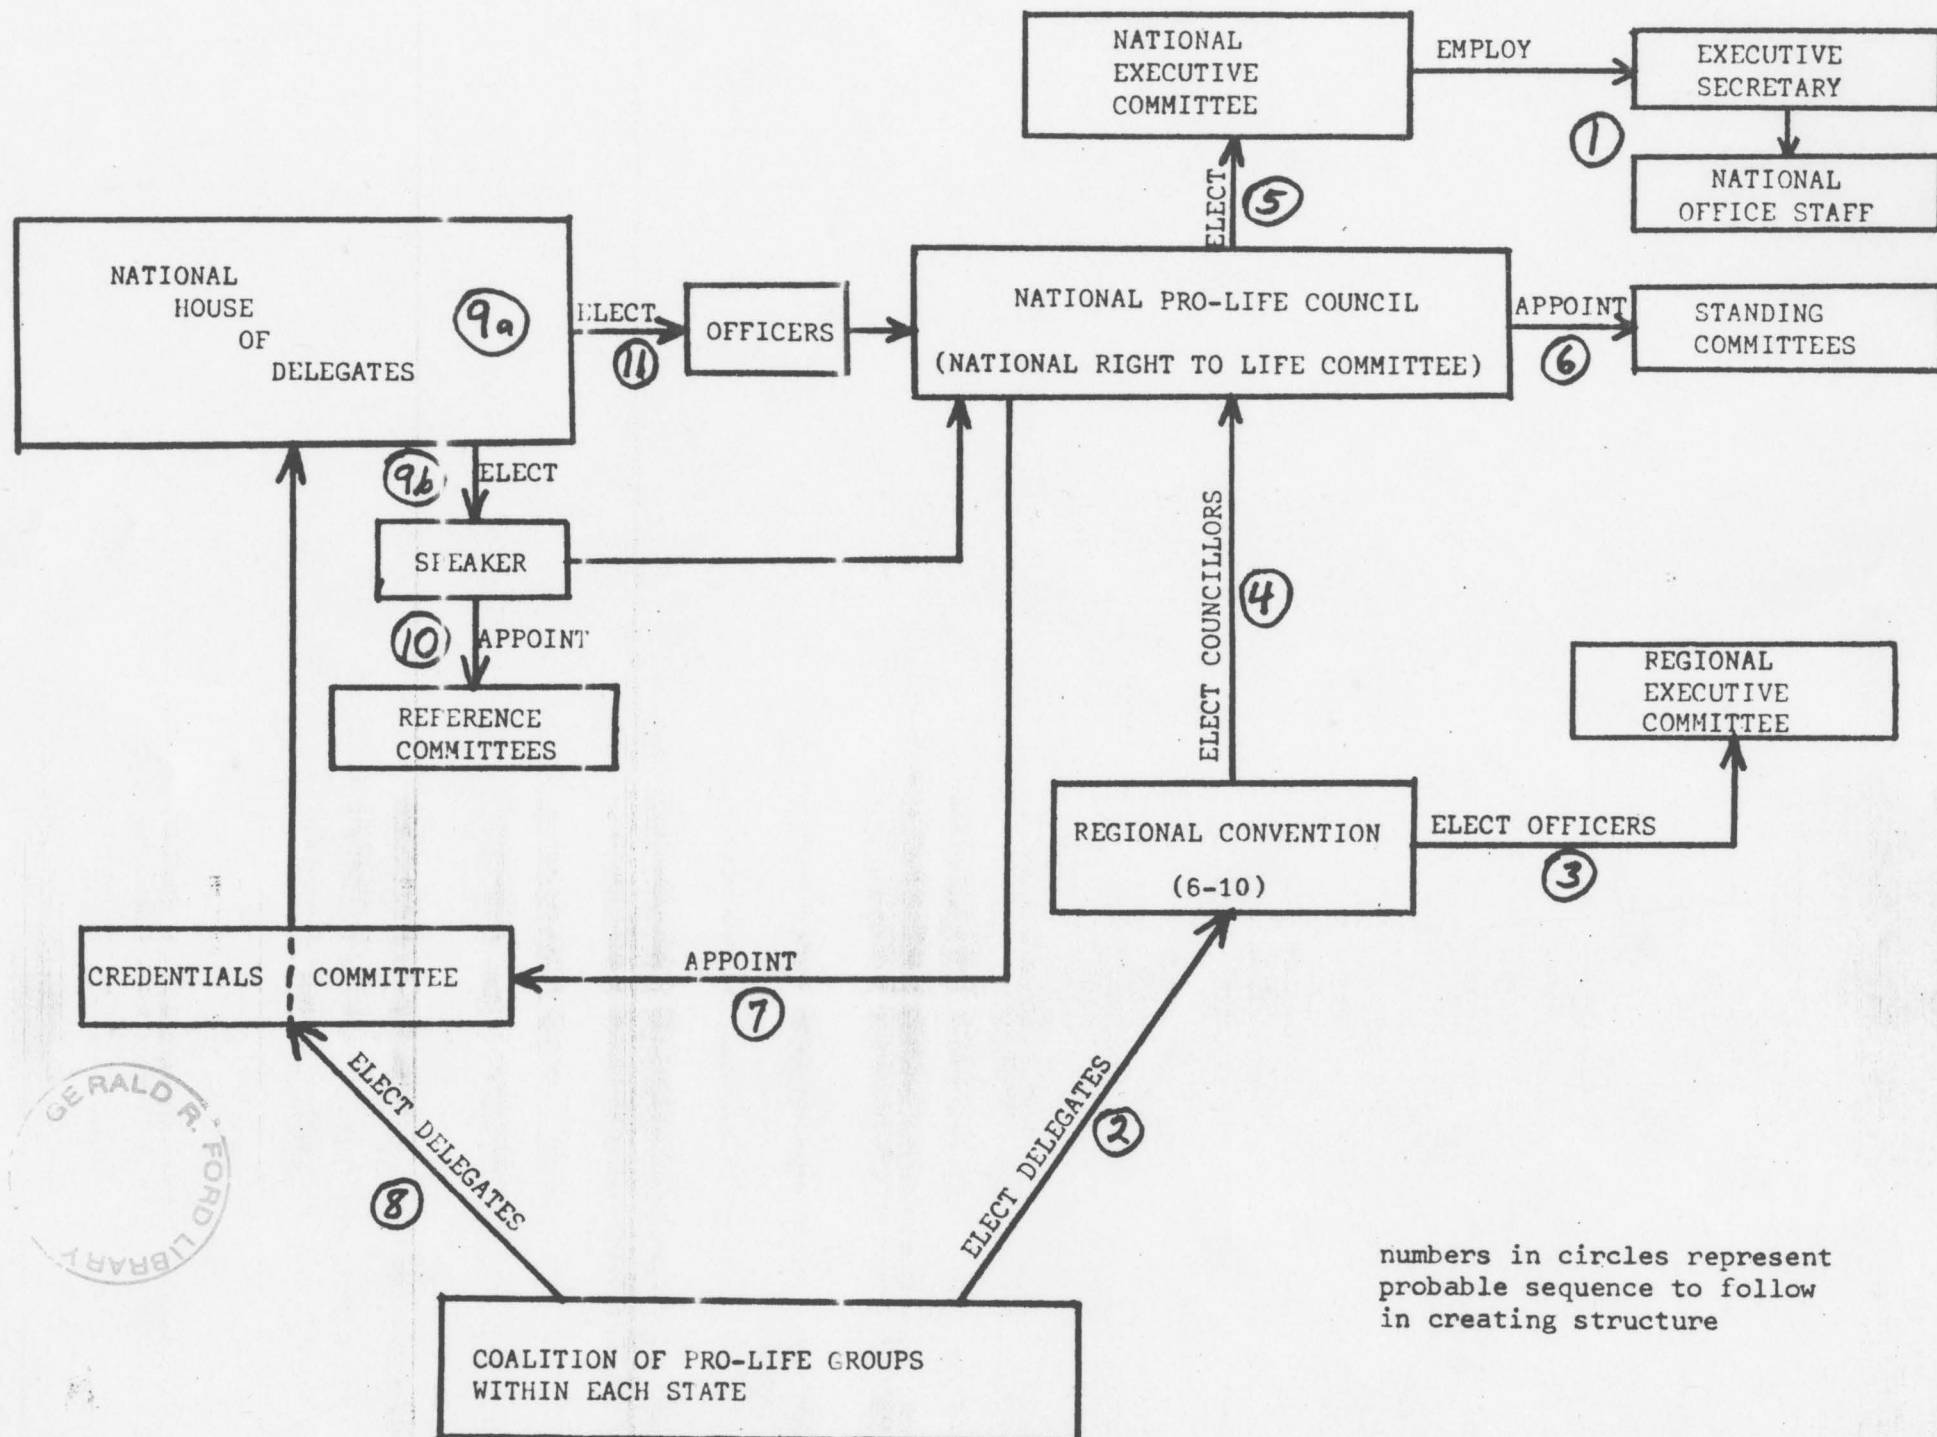 NATIONAL
EXECUTIVE
COMMITTEE
EMPLOY
EXECUTIVE
SECRETARY
1
NATIONAL
OFFICE STAFF
ELECT
5
NATIONAL
HOUSE
OF
DELEGATES
9a
ELECT
11
OFFICERS
NATIONAL PRO-LIFE COUNCIL
(NATIONAL RIGHT TO LIFE COMMITTEE)
APPOINT
6
STANDING
COMMITTEES
9b
ELECT
SPEAKER
10
APPOINT
REFERENCE
COMMITTEES
ELECT COUNCILLORS
4
REGIONAL
EXECUTIVE
COMMITTEE
REGIONAL CONVENTION
(6-10)
ELECT OFFICERS
3
CREDENTIALS COMMITTEE
APPOINT
7
ELECT DELEGATES
8
ELECT DELEGATES
2
GERALD R. FORD LIBRARY
numbers in circles represent
probable sequence to follow
in creating structure
COALITION OF PRO-LIFE GROUPS
WITHIN EACH STATE